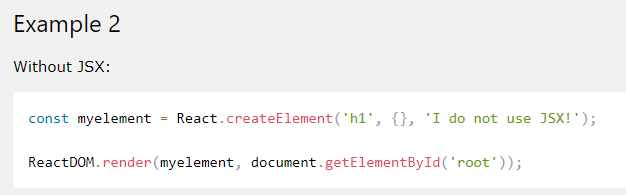 Example 2
Without JSX:
const myelement = React.createElement('h1', {}, 'I do not use JSX!');
ReactDOM.render(myelement, document.getElementById('root'));